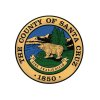 THE COUNTY OF SANTA CRUZ
• 1850 •